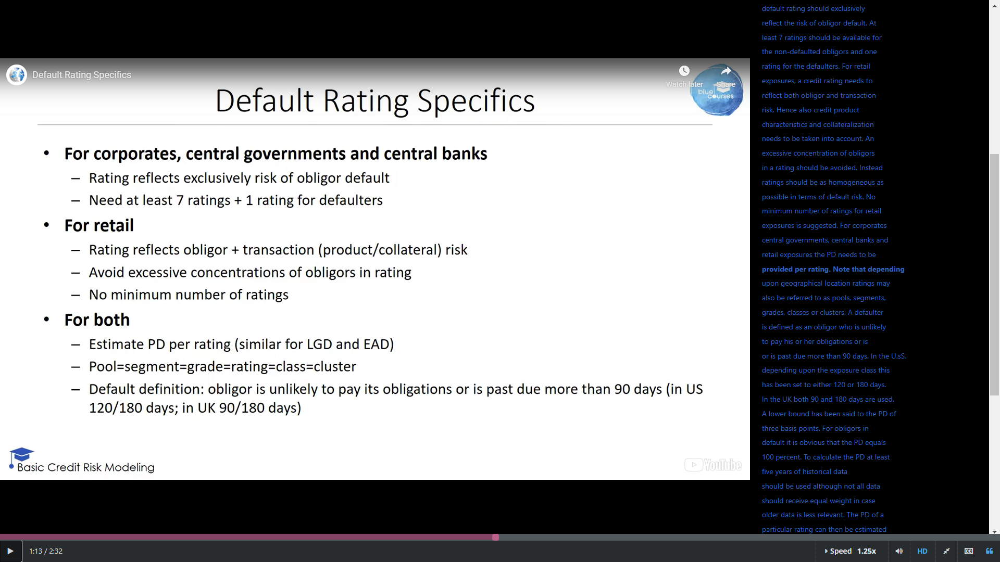 Default Rating Specifics
Watch later
Share
blue
courses
Default Rating Specifics
• For corporates, central governments and central banks
– Rating reflects exclusively risk of obligor default
– Need at least 7 ratings + 1 rating for defaulters
• For retail
– Rating reflects obligor + transaction (product/collateral) risk
– Avoid excessive concentrations of obligors in rating
– No minimum number of ratings
• For both
– Estimate PD per rating (similar for LGD and EAD)
– Pool=segment=grade=rating=class=cluster
– Default definition: obligor is unlikely to pay its obligations or is past due more than 90 days (in US
120/180 days; in UK 90/180 days)
Basic Credit Risk Modeling
YouTube
default rating should exclusively
reflect the risk of obligor default. At
least 7 ratings should be available for
the non-defaulted obligors and one
rating for the defaulters. For retail
exposures, a credit rating needs to
reflect both obligor and transaction
risk. Hence also credit product
characteristics and collateralization
needs to be taken into account. An
excessive concentration of obligors
in a rating should be avoided. Instead
ratings should be as homogeneous as
possible in terms of default risk. No
minimum number of ratings for retail
exposures is suggested. For corporates
central governments, central banks and
retail exposures the PD needs to be
provided per rating. Note that depending
upon geographical location ratings may
also be referred to as pools, segments,
grades, classes or clusters. A defaulter
is defined as an obligor who is unlikely
to pay his or her obligations or is
or is past due more than 90 days. In the U.sS.
depending upon the exposure class this
has been set to either 120 or 180 days.
In the UK both 90 and 180 days are used.
A lower bound has been said to the PD of
three basis points. For obligors in
default it is obvious that the PD equals
100 percent. To calculate the PD at least
five years of historical data
should be used although not all data
should receive equal weight in case
older data is less relevant. The PD of a
particular rating can then be estimated
1:13 / 2:32
Speed 1.25x
HD
CC